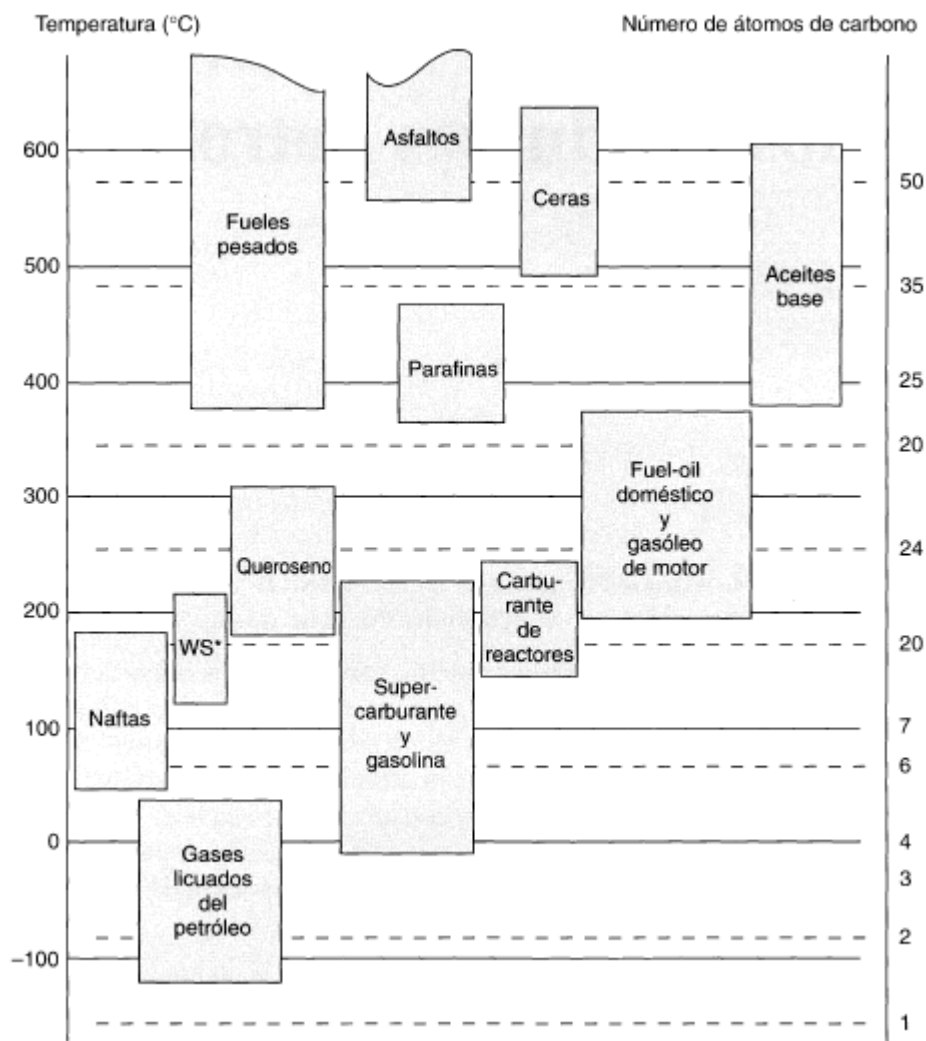 Temperatura (°C)
Número de átomos de carbono
600
500
400
300
200
100
0
−100
Fueles
pesados
Asfaltos
Ceras
Aceites
base
Parafinas
Fuel-oil
doméstico
y
gasóleo
de motor
Queroseno
WS*
Naftas
Super-
carburante
y
gasolina
Carbu-
rante
de
reactores
Gases
licuados
del
petróleo
50
35
25
20
24
20
7
6
4
3
2
1